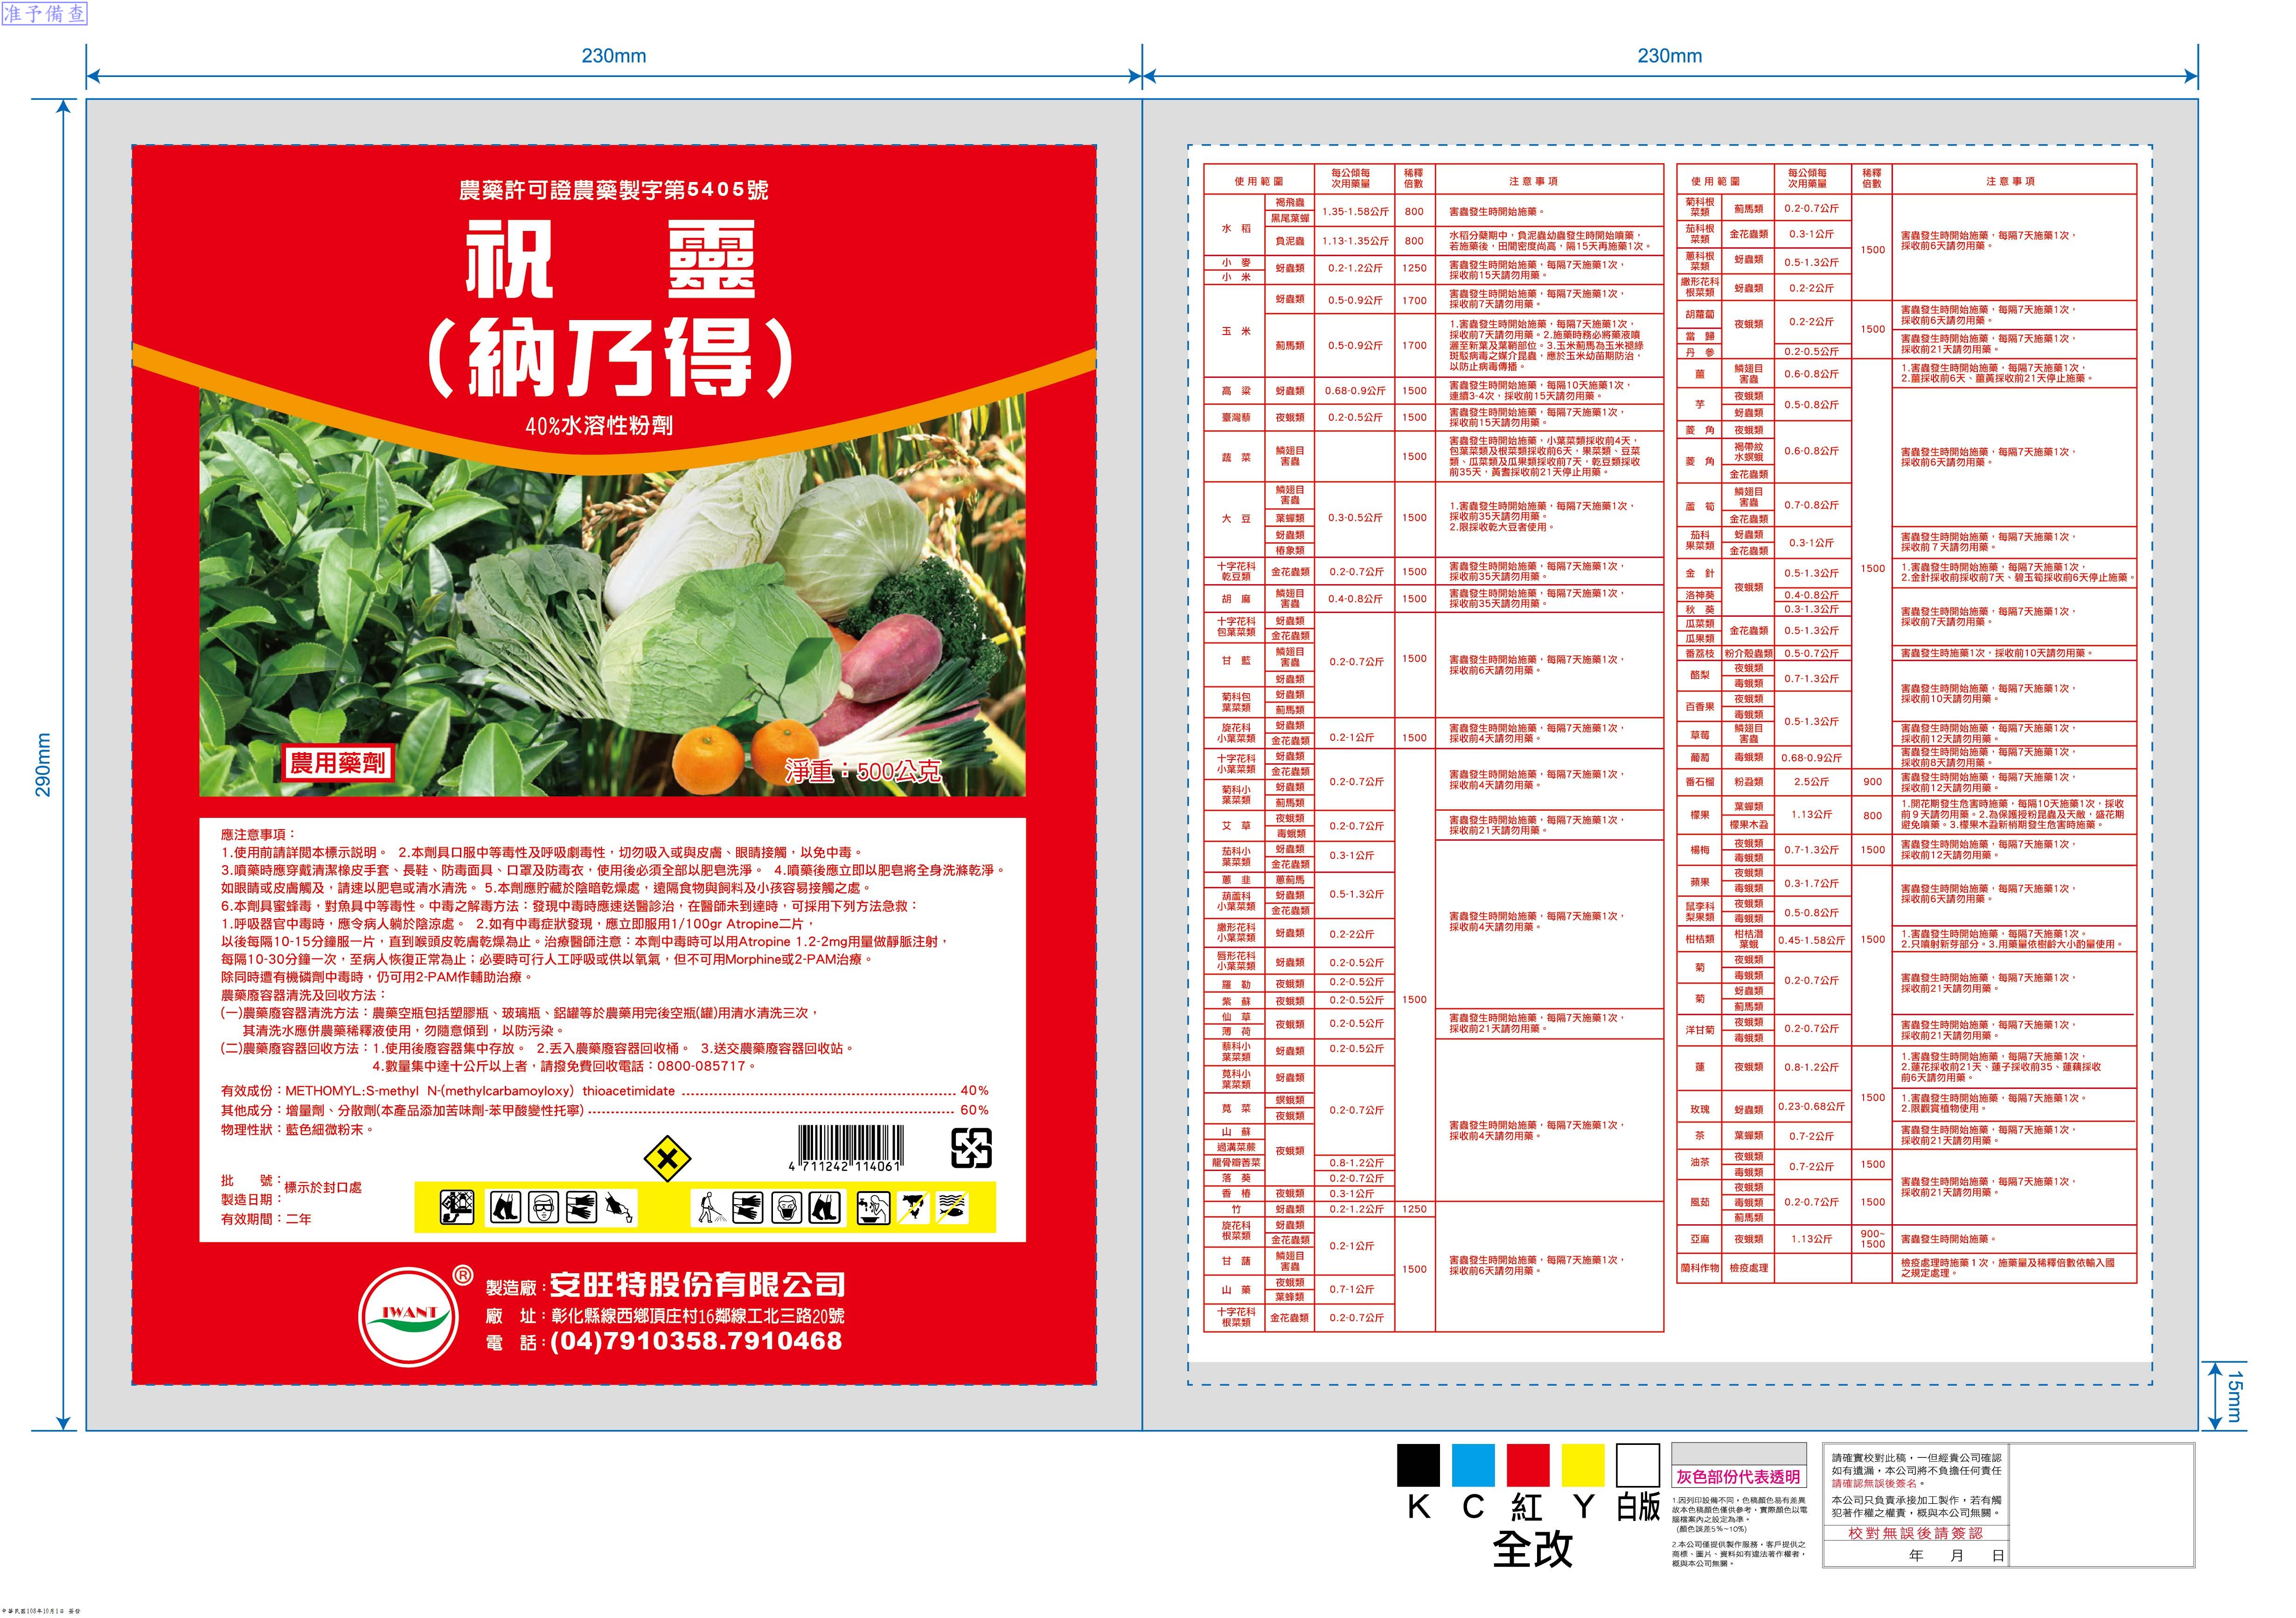 准予備查
230mm
230mm
290mm
15mm
農藥許可證農藥製字第5405號
祝 靈
(納乃得)
40%水溶性粉劑
農用藥劑
淨重：500公克
應注意事項：
1.使用前請詳閱本標示說明。 2.本劑具口服中等毒性及呼吸劇毒性，切勿吸入或與皮膚、眼睛接觸，以免中毒。
3.噴藥時應穿戴清潔橡皮手套、長鞋、防毒面具、口罩及防毒衣，使用後必須全部以肥皂洗淨。 4.噴藥後應立即以肥皂將全身洗滌乾淨。
如眼睛或皮膚觸及，請速以肥皂或清水清洗。 5.本劑應貯藏於陰暗乾燥處，遠隔食物與飼料及小孩容易接觸之處。
6.本劑具蜜蜂毒，對魚具中等毒性。中毒之解毒方法：發現中毒時應速送醫診治，在醫師未到達時，可採用下列方法急救：
1.呼吸器官中毒時，應令病人躺於陰涼處。 2.如有中毒症狀發現，應立即服用1/100gr Atropine二片，
以後每隔10-15分鐘服一片，直到喉頭皮乾膚乾燥為止。治療醫師注意：本劑中毒時可以用Atropine 1.2-2mg用量做靜脈注射，
每隔10-30分鐘一次，至病人恢復正常為止；必要時可行人工呼吸或供以氧氣，但不可用Morphine或2-PAM治療。
除同時遭有機磷劑中毒時，仍可用2-PAM作輔助治療。
農藥廢容器清洗及回收方法：
(一)農藥廢容器清洗方法：農藥空瓶包括塑膠瓶、玻璃瓶、鋁罐等於農藥用完後空瓶(罐)用清水清洗三次，
其清洗水應併農藥稀釋液使用，勿隨意傾到，以防污染。
(二)農藥廢容器回收方法：1.使用後廢容器集中存放。 2.丟入農藥廢容器回收桶。 3.送交農藥廢容器回收站。
4.數量集中達十公斤以上者，請撥免費回收電話：0800-085717。
有效成份：METHOMYL:S-methyl N-(methylcarbamoyloxy) thioacetimidate 40%
其他成分：增量劑、分散劑(本產品添加苦味劑-苯甲酸變性托寧) 60%
物理性狀：藍色細微粉末。
批 號：
製造日期：
標示於封口處
有效期間：二年
4 711242 114061
IWANT
®
製造廠：安旺特股份有限公司
廠 址：彰化縣線西鄉頂庄村16鄰線工北三路20號
電 話：(04)7910358.7910468
使用範圍 每公傾每次用藥量 稀釋倍數 注意事項
水 稻 褐飛蟲 黑尾葉蟬 1.35-1.58公斤 800 害蟲發生時開始施藥。
負泥蟲 1.13-1.35公斤 800 水稻分蘗期中，負泥蟲幼蟲發生時開始噴藥，
若施藥後，田間密度尚高，隔15天再施藥1次。
小 麥 小 米 蚜蟲類 0.2-1.2公斤 1250 害蟲發生時開始施藥，每隔7天施藥1次，
採收前15天請勿用藥。
玉 米 蚜蟲類 0.5-0.9公斤 1700 害蟲發生時開始施藥，每隔7天施藥1次，
採收前7天請勿用藥。
薊馬類 0.5-0.9公斤 1700 1.害蟲發生時開始施藥，每隔7天施藥1次，
採收前7天請勿用藥。2.施藥時務必將藥液噴
灑至新葉及葉鞘部位。3.玉米薊馬為玉米褪綠
斑駁病毒之媒介昆蟲，應於玉米幼苗期防治，
以防止病毒傳播。
高 粱 蚜蟲類 0.68-0.9公斤 1500 害蟲發生時開始施藥，每隔10天施藥1次，
連續3-4次，採收前15天請勿用藥。
臺灣藜 夜蛾類 0.2-0.5公斤 1500 害蟲發生時開始施藥，每隔7天施藥1次，
採收前15天請勿用藥。
蔬 菜 鱗翅目害蟲 1500 害蟲發生時開始施藥，小葉菜類採收前4天，
包葉菜類及根菜類採收前6天，果菜類、豆菜
類、瓜菜類及瓜果類採收前7天，乾豆類採收
前35天，黃耆採收前21天停止用藥。
大 豆 鱗翅目害蟲 葉蟬類 蚜蟲類 椿象類 0.3-0.5公斤 1500 1.害蟲發生時開始施藥，每隔7天施藥1次，
採收前35天請勿用藥。
2.限採收乾大豆者使用。
十字花科乾豆類 金花蟲類 0.2-0.7公斤 1500 害蟲發生時開始施藥，每隔7天施藥1次，
採收前35天請勿用藥。
胡 麻 鱗翅目害蟲 0.4-0.8公斤 1500 害蟲發生時開始施藥，每隔7天施藥1次，
採收前35天請勿用藥。
十字花科包葉菜類 蚜蟲類 金花蟲類
甘 藍 鱗翅目害蟲 蚜蟲類 0.2-0.7公斤 1500 害蟲發生時開始施藥，每隔7天施藥1次，
採收前6天請勿用藥。
菊科包葉菜類 蚜蟲類 薊馬類
旋花科小葉菜類 蚜蟲類 金花蟲類 0.2-1公斤 1500 害蟲發生時開始施藥，每隔7天施藥1次，
採收前4天請勿用藥。
十字花科小葉菜類 蚜蟲類 金花蟲類 0.2-0.7公斤 害蟲發生時開始施藥，每隔7天施藥1次，
採收前4天請勿用藥。
菊科小葉菜類 蚜蟲類 薊馬類
艾 草 夜蛾類 毒蛾類 0.2-0.7公斤 害蟲發生時開始施藥，每隔7天施藥1次，
採收前21天請勿用藥。
茄科小葉菜類 蚜蟲類 金花蟲類 0.3-1公斤
蔥 韭 蔥薊馬
葫蘆科小葉菜類 蚜蟲類 金花蟲類 0.5-1.3公斤 害蟲發生時開始施藥，每隔7天施藥1次，
採收前4天請勿用藥。
繖形花科小葉菜類 蚜蟲類 0.2-2公斤
唇形花科小葉菜類 蚜蟲類 0.2-0.5公斤
羅 勒 夜蛾類 0.2-0.5公斤
紫 蘇 夜蛾類 0.2-0.5公斤 1500
仙 草 薄 荷 夜蛾類 0.2-0.5公斤 害蟲發生時開始施藥，每隔7天施藥1次，
採收前21天請勿用藥。
藜科小葉菜類 蚜蟲類 0.2-0.5公斤
莧科小葉菜類 蚜蟲類
莧 菜 螟蛾類 夜蛾類 0.2-0.7公斤 害蟲發生時開始施藥，每隔7天施藥1次，
採收前4天請勿用藥。
山 蘇
過溝菜蕨 夜蛾類
龍骨瓣莕菜 0.8-1.2公斤
落 葵 0.2-0.7公斤
香 椿 夜蛾類 0.3-1公斤
竹 蚜蟲類 0.2-1.2公斤 1250
旋花科根菜類 蚜蟲類 金花蟲類 0.2-1公斤
甘 藷 鱗翅目害蟲 1500 害蟲發生時開始施藥，每隔7天施藥1次，
採收前6天請勿用藥。
山 藥 夜蛾類 葉蜂類 0.7-1公斤
十字花科根菜類 金花蟲類 0.2-0.7公斤
使用範圍 每公傾每次用藥量 稀釋倍數 注意事項
菊科根菜類 薊馬類 0.2-0.7公斤
茄科根菜類 金花蟲類 0.3-1公斤 1500 害蟲發生時開始施藥，每隔7天施藥1次，
採收前6天請勿用藥。
蔥科根菜類 蚜蟲類 0.5-1.3公斤
繖形花科根菜類 蚜蟲類 0.2-2公斤
胡蘿蔔 夜蛾類 0.2-2公斤 1500 害蟲發生時開始施藥，每隔7天施藥1次，
採收前6天請勿用藥。
當 歸 害蟲發生時開始施藥，每隔7天施藥1次，
採收前21天請勿用藥。
丹 參 0.2-0.5公斤
薑 鱗翅目害蟲 0.6-0.8公斤 1.害蟲發生時開始施藥，每隔7天施藥1次，
2.薑採收前6天、薑黃採收前21天停止施藥。
芋 夜蛾類 蚜蟲類 0.5-0.8公斤
菱 角 夜蛾類
菱 角 褐帶紋水螟蛾 金花蟲類 0.6-0.8公斤 害蟲發生時開始施藥，每隔7天施藥1次，
採收前6天請勿用藥。
蘆 筍 鱗翅目害蟲 金花蟲類 0.7-0.8公斤
茄科果菜類 蚜蟲類 金花蟲類 0.3-1公斤 害蟲發生時開始施藥，每隔7天施藥1次，
採收前７天請勿用藥。
金 針 夜蛾類 0.5-1.3公斤 1500 1.害蟲發生時開始施藥，每隔7天施藥1次，
2.金針採收前採收前7天、碧玉筍採收前6天停止施藥。
洛神葵 0.4-0.8公斤
秋 葵 0.3-1.3公斤 害蟲發生時開始施藥，每隔7天施藥1次，
採收前7天請勿用藥。
瓜菜類 瓜果類 金花蟲類 0.5-1.3公斤
番荔枝 粉介殼蟲類 0.5-0.7公斤 害蟲發生時施藥1次，採收前10天請勿用藥。
酪梨 夜蛾類 毒蛾類 0.7-1.3公斤 害蟲發生時開始施藥，每隔7天施藥1次，
採收前10天請勿用藥。
百香果 夜蛾類 毒蛾類 0.5-1.3公斤
草莓 鱗翅目害蟲 害蟲發生時開始施藥，每隔7天施藥1次，
採收前12天請勿用藥。
葡萄 毒蛾類 0.68-0.9公斤 害蟲發生時開始施藥，每隔7天施藥1次，
採收前8天請勿用藥。
番石榴 粉蝨類 2.5公斤 900 害蟲發生時開始施藥，每隔7天施藥1次，
採收前12天請勿用藥。
檬果 葉蟬類 檬果木蝨 1.13公斤 800 1.開花期發生危害時施藥，每隔10天施藥1次，採收
前９天請勿用藥。2.為保護授粉昆蟲及天敵，盛花期
避免噴藥。3.檬果木蝨新梢期發生危害時施藥。
楊梅 夜蛾類 毒蛾類 0.7-1.3公斤 1500 害蟲發生時開始施藥，每隔7天施藥1次，
採收前12天請勿用藥。
蘋果 夜蛾類 毒蛾類 0.3-1.7公斤 害蟲發生時開始施藥，每隔7天施藥1次，
採收前6天請勿用藥。
鼠李科梨果類 夜蛾類 毒蛾類 0.5-0.8公斤
柑桔類 柑桔潛葉蛾 0.45-1.58公斤 1500 1.害蟲發生時開始施藥，每隔7天施藥1次。
2.只噴射新芽部分。3.用藥量依樹齡大小酌量使用。
菊 夜蛾類 毒蛾類 0.2-0.7公斤 害蟲發生時開始施藥，每隔7天施藥1次，
採收前21天請勿用藥。
菊 蚜蟲類 薊馬類
洋甘菊 夜蛾類 毒蛾類 0.2-0.7公斤 害蟲發生時開始施藥，每隔7天施藥1次，
採收前21天請勿用藥。
蓮 夜蛾類 0.8-1.2公斤 1.害蟲發生時開始施藥，每隔7天施藥1次，
2.蓮花採收前21天、蓮子採收前35、蓮藕採收
前6天請勿用藥。
玫瑰 蚜蟲類 0.23-0.68公斤 1500 1.害蟲發生時開始施藥，每隔7天施藥1次。
2.限觀賞植物使用。
茶 葉蟬類 0.7-2公斤 害蟲發生時開始施藥，每隔7天施藥1次，
採收前21天請勿用藥。
油茶 夜蛾類 毒蛾類 0.7-2公斤 1500
風茹 夜蛾類 毒蛾類 薊馬類 0.2-0.7公斤 1500 害蟲發生時開始施藥，每隔7天施藥1次，
採收前21天請勿用藥。
亞麻 夜蛾類 1.13公斤 900~1500 害蟲發生時開始施藥。
蘭科作物 檢疫處理 檢疫處理時施藥１次，施藥量及稀釋倍數依輸入國
之規定處理。
K C 紅 Y 白版
全改
灰色部份代表透明
1.因列印設備不同，色稿顏色易有差異
故本色稿顏色僅供參考，實際顏色以電
腦檔案內之設定為準。
(顏色誤差5%~10%)
2.本公司僅提供製作服務，客戶提供之
商標、圖片、資料如有違法著作權者，
概與本公司無關。
請確實校對此稿，一但經貴公司確認
如有遺漏，本公司將不負擔任何責任
請確認無誤後簽名。
本公司只負責承接加工製作，若有觸
犯著作權之權責，概與本公司無關。
校對無誤後請簽認
年 月 日
中華民國108年10月1日 簽發